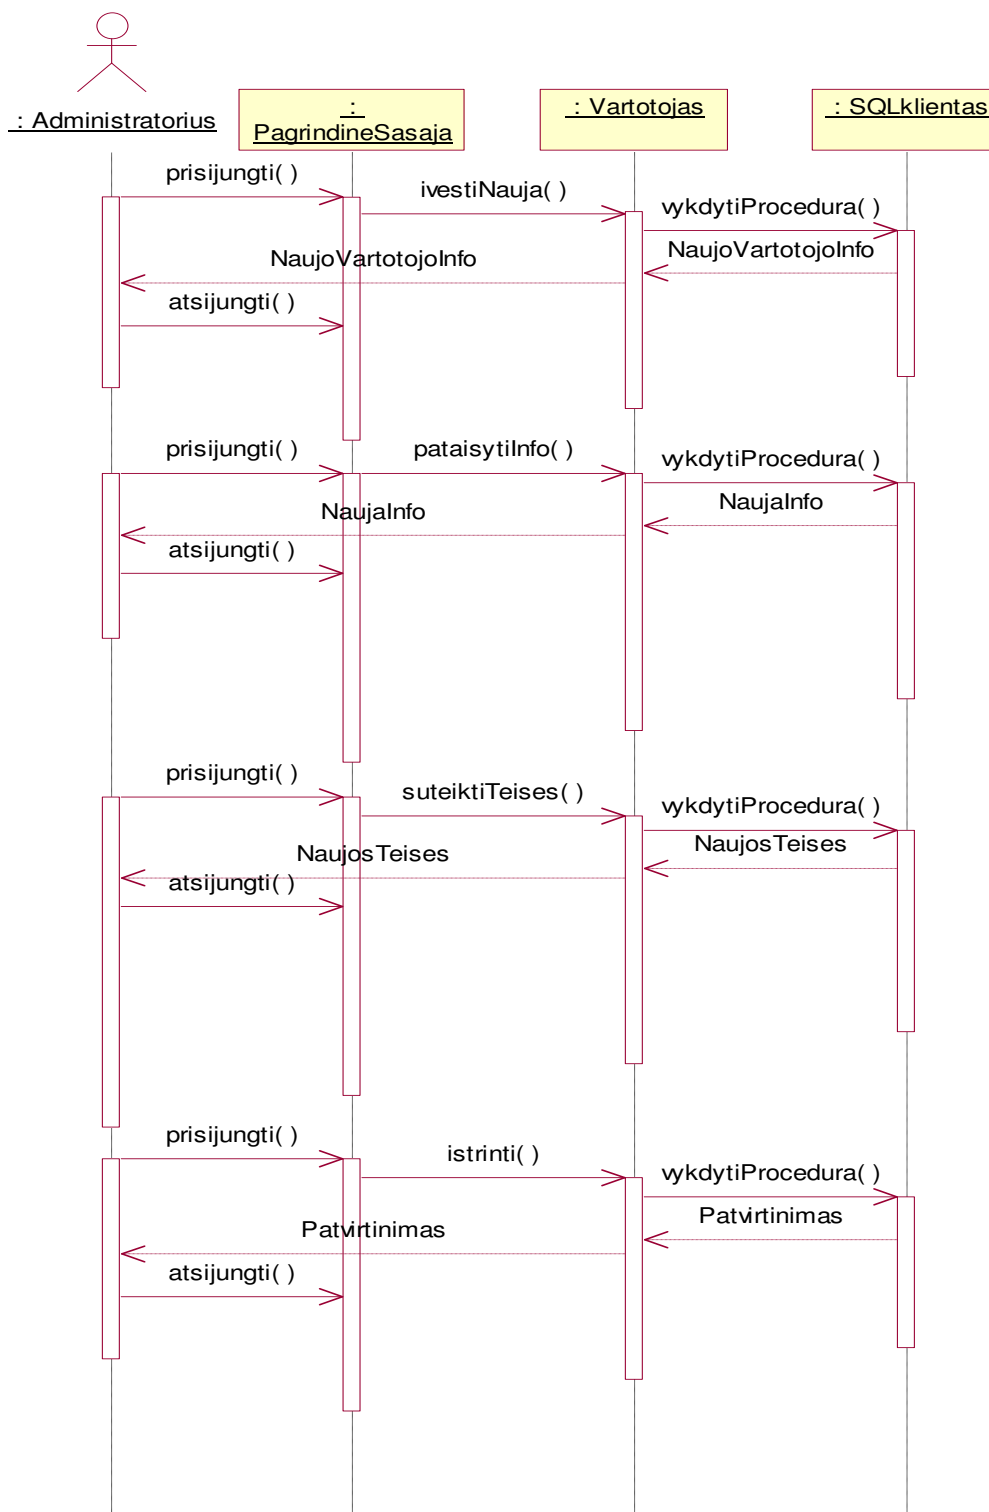 : Administratorius
:
PagrindineSasaja
: Vartotojas
: SQLklientas
prisijungti( )
ivestiNauja( )
vykdytiProcedura( )
NaujoVartotojoInfo
NaujoVartotojoInfo
atsijungti( )
prisijungti( )
pataisytiInfo( )
vykdytiProcedura( )
NaujaInfo
NaujaInfo
atsijungti( )
prisijungti( )
suteiktiTeises( )
vykdytiProcedura( )
NaujosTeises
NaujosTeises
atsijungti( )
prisijungti( )
istrinti( )
vykdytiProcedura( )
Patvirtinimas
Patvirtinimas
atsijungti( )